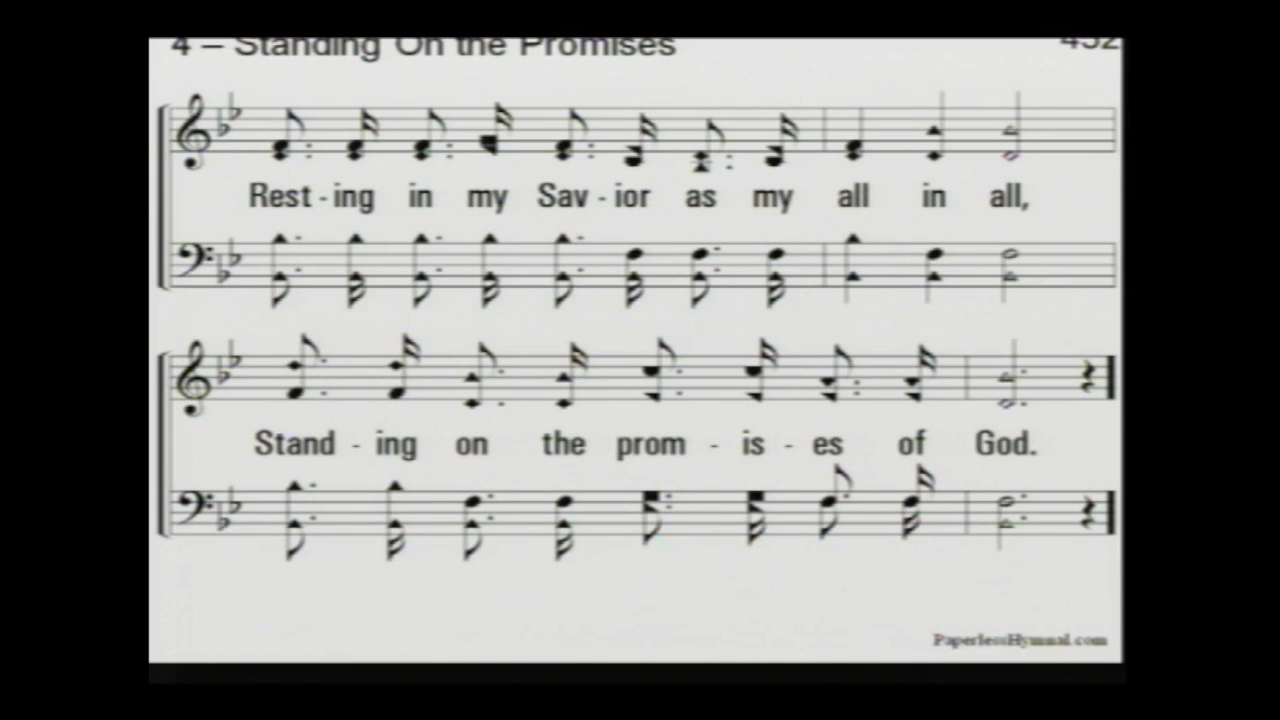 4 – Standing On the Promises 452
Rest - ing in my Sav - ior as my all in all,
Stand - ing on the prom - is - es of God.
PaperlessHymnal.com